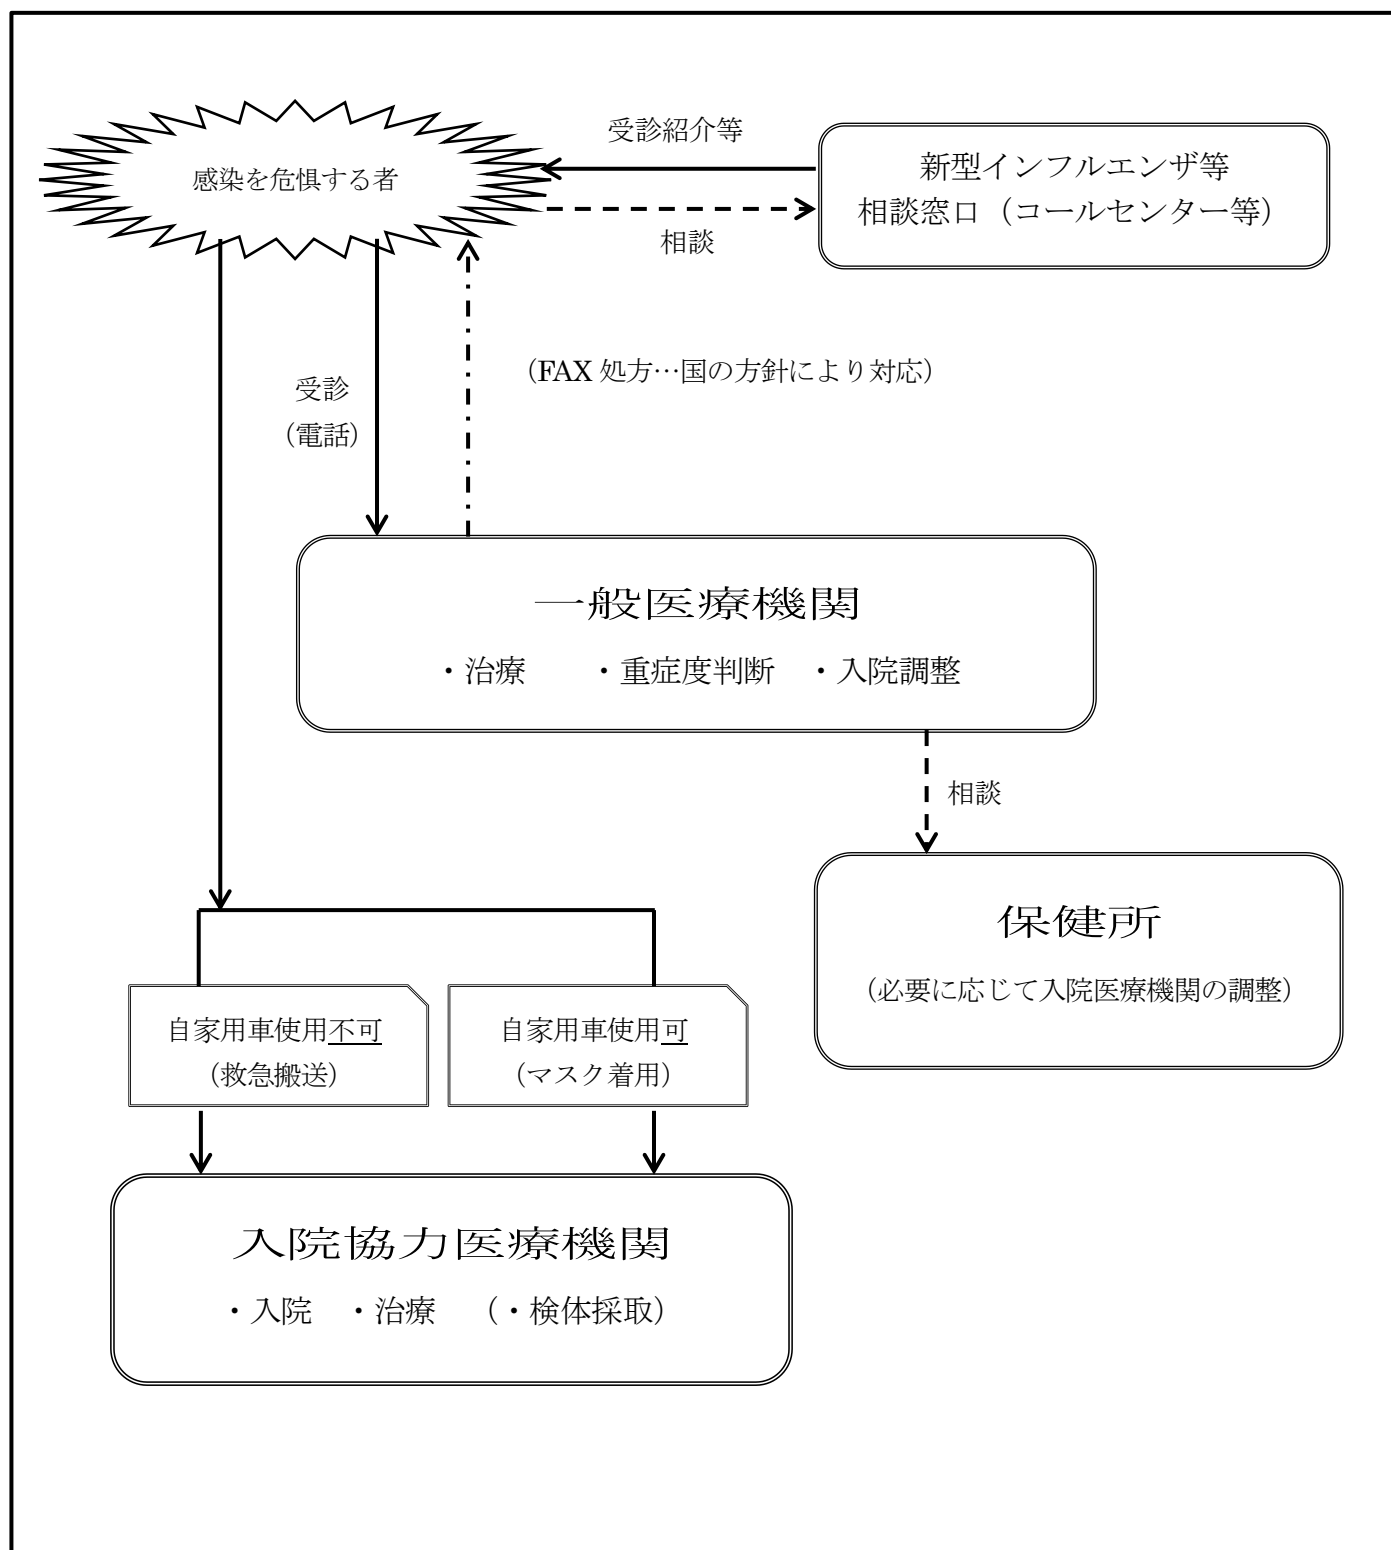 受診紹介等
新型インフルエンザ等
相談窓口（コールセンター等）
感染を危惧する者
相談
（FAX 処方…国の方針により対応）
受診
（電話）
一般医療機関
・治療　　・重症度判断　・入院調整
相談
保健所
（必要に応じて入院医療機関の調整）
自家用車使用不可
（救急搬送）
自家用車使用可
（マスク着用）
入院協力医療機関
・入院　・治療　（・検体採取）